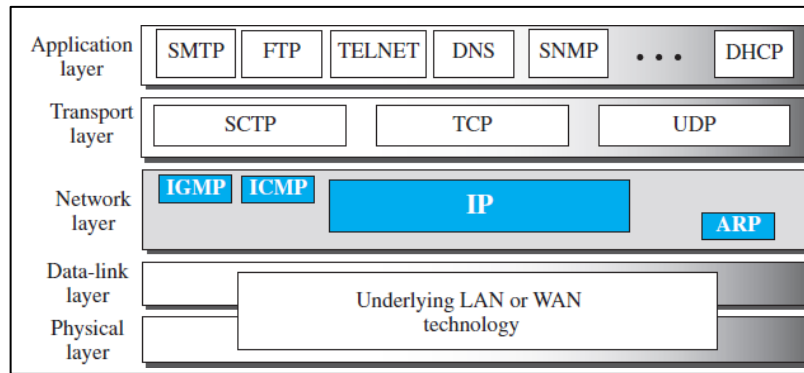 Application
layer
SMTP FTP TELNET DNS SNMP • • • DHCP
Transport
layer
SCTP TCP UDP
Network
layer
IGMP ICMP IP ARP
Data-link
layer
Physical
layer
Underlying LAN or WAN
technology